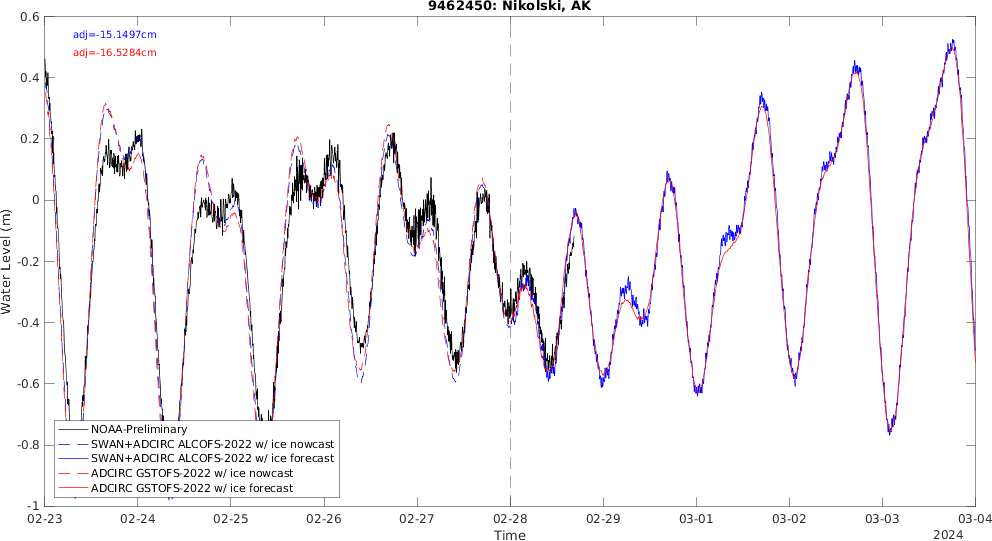 9462450: Nikolski, AK
adj=-15.1497cm
adj=-16.5284cm
Water Level (m)
0.6
0.4
0.2
0
-0.2
-0.4
-0.6
-0.8
-1
NOAA-Preliminary
SWAN+ADCIRC ALCOFS-2022 w/ ice nowcast
SWAN+ADCIRC ALCOFS-2022 w/ ice forecast
ADCIRC GSTOFS-2022 w/ ice nowcast
ADCIRC GSTOFS-2022 w/ ice forecast
02-23 02-24 02-25 02-26 02-27 02-28 02-29 03-01 03-02 03-03 03-04
Time
2024